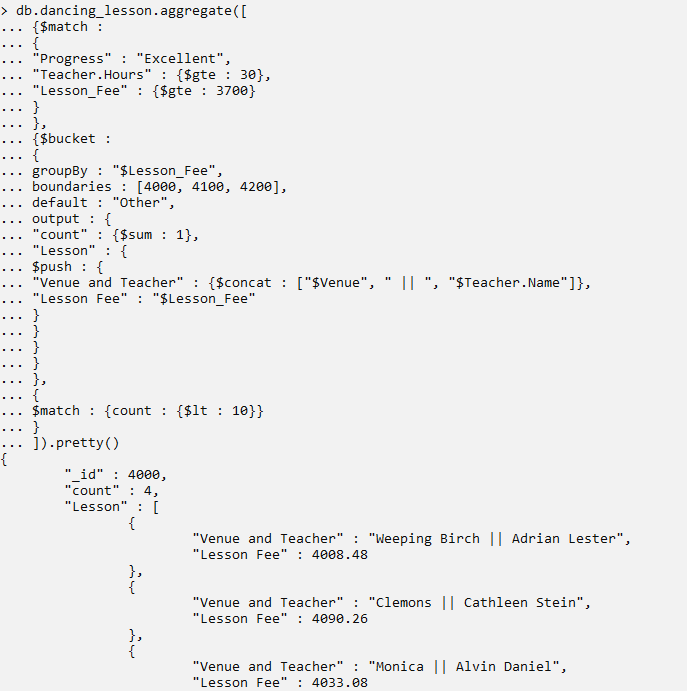 > db.dancing_lesson.aggregate([
... {$match :
... {
... "Progress" : "Excellent",
... "Teacher.Hours" : {$gte : 30},
... "Lesson_Fee" : {$gte : 3700}
... }
... },
... {$bucket :
... {
... groupBy : "$Lesson_Fee",
... boundaries : [4000, 4100, 4200],
... default : "Other",
... output : {
... "count" : {$sum : 1},
... "Lesson" : {
... $push : {
... "Venue and Teacher" : {$concat : ["$Venue", " || ", "$Teacher.Name"]},
... "Lesson Fee" : "$Lesson_Fee"
... }
... }
... }
... }
... },
... {
... $match : {count : {$lt : 10}}
... }
... ]).pretty()
{
        "_id" : 4000,
        "count" : 4,
        "Lesson" : [
                {
                        "Venue and Teacher" : "Weeping Birch || Adrian Lester",
                        "Lesson Fee" : 4008.48
                },
                {
                        "Venue and Teacher" : "Clemons || Cathleen Stein",
                        "Lesson Fee" : 4090.26
                },
                {
                        "Venue and Teacher" : "Monica || Alvin Daniel",
                        "Lesson Fee" : 4033.08